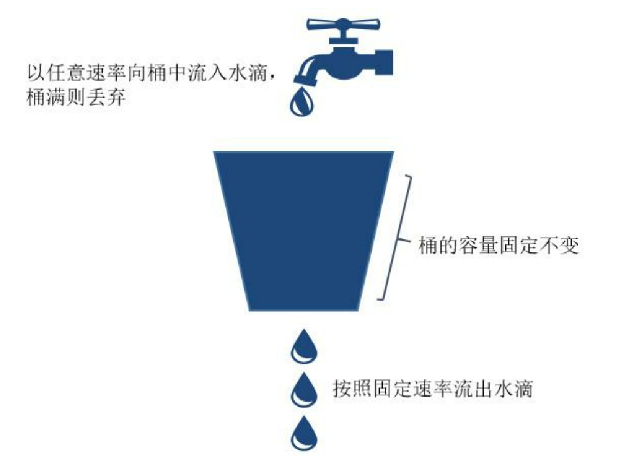 以任意速率向桶中流入水滴，
桶满则丢弃
桶的容量固定不变
按照固定速率流出水滴